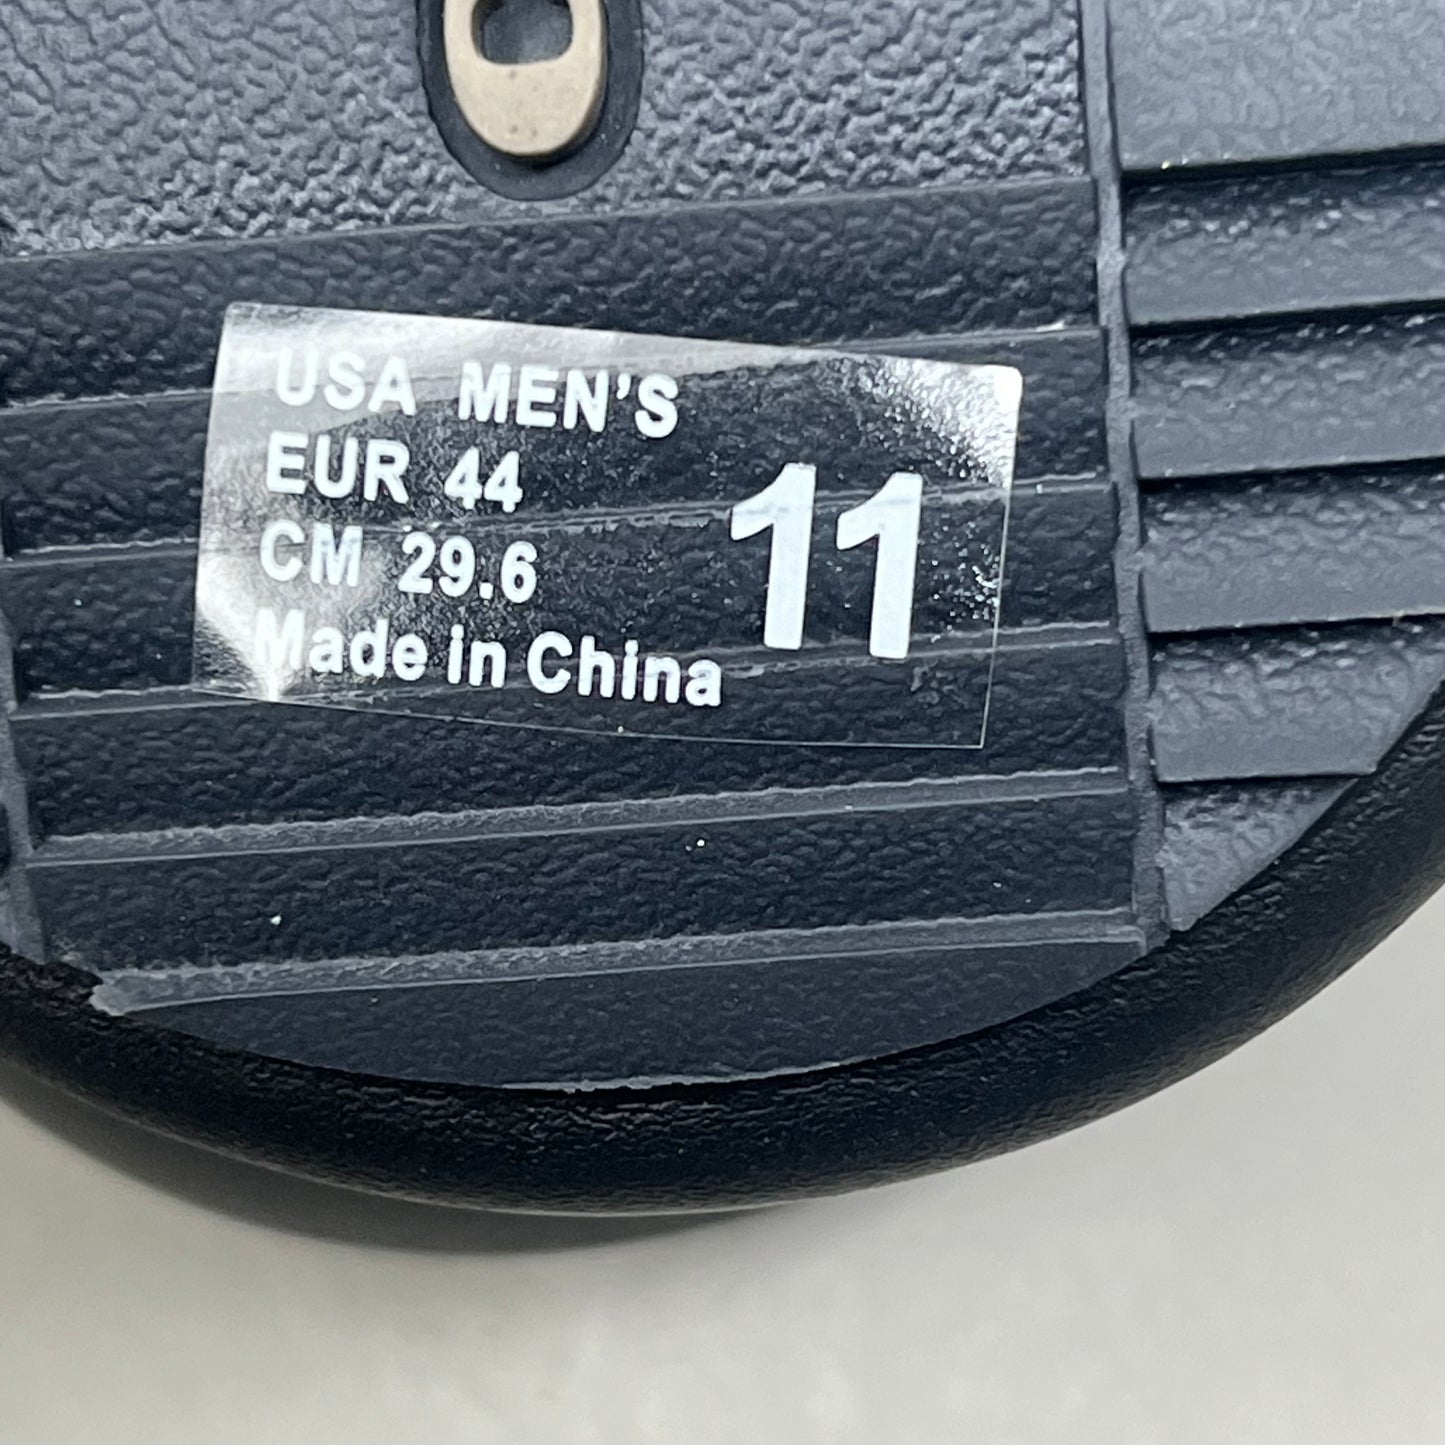 USA MEN'S
EUR 44
CM 29.6
Made in China
11